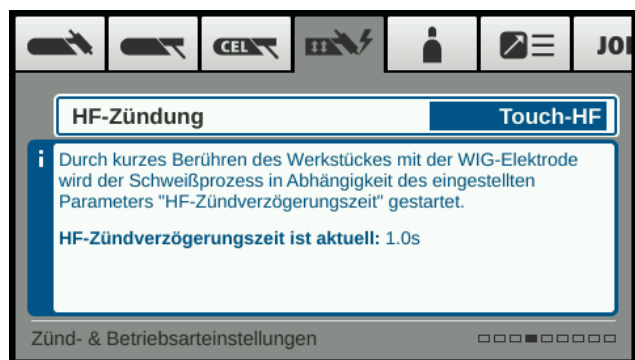 CEL
JO
HF-Zündung Touch-HF
i Durch kurzes Berühren des Werkstückes mit der WIG-Elektrode
wird der Schweißprozess in Abhängigkeit des eingestellten
Parameters "HF-Zündverzögerungszeit" gestartet.
HF-Zündverzögerungszeit ist aktuell: 1.0s
Zünd- & Betriebsarteinstellungen